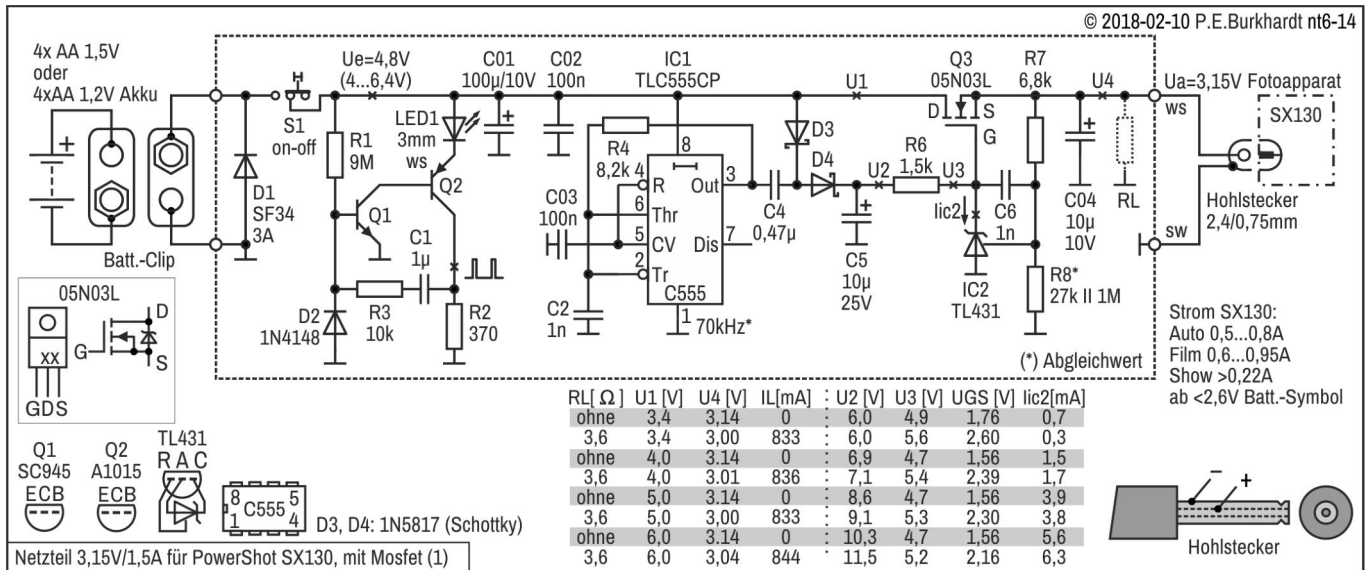 © 2018-02-10 P.E.Burkhardt nt6-14
4x AA 1,5V
oder
4xAA 1,2V Akku
+
Batt.-Clip
D1
SF34
3A
S1
on-off
Ue=4,8V
(4...6,4V)
R1
9M
LED1
3mm
ws
Q1
Q2
C1
1µ
D2
1N4148
R3
10k
R2
370
C01
100µ/10V
+
C02
100n
IC1
TLC555CP
R4
8,2k
C03
100n
C2
1n
8
4
R
Out
3
6
Thr
5
CV
Dis
7
2
Tr
C555
1
70kHz*
C4
0,47µ
D3
D4
U1
U2
R6
1,5k
U3
+
C5
10µ
25V
Q3
05N03L
D
S
G
Iic2
C6
1n
IC2
TL431
R7
6,8k
R8*
27k II 1M
U4
+
C04
10µ
10V
RL
(*) Abgleichwert
Ua=3,15V Fotoapparat
ws
SX130
sw
Hohlstecker
2,4/0,75mm
Strom SX130:
Auto 0,5...0,8A
Film 0,6...0,95A
Show >0,22A
ab <2,6V Batt.-Symbol
05N03L
xx
GDS
D
G
S
Q1
SC945
ECB
Q2
A1015
ECB
TL431
R A C
8 5
C555
1 4
D3, D4: 1N5817 (Schottky)
RL[ Ω ] U1 [V] U4 [V] IL[mA] : U2 [V] U3 [V] UGS [V] Iic2[mA]
ohne 3,4 3,14 0 : 6,0 4,9 1,76 0,7
3,6 3,4 3,00 833 : 6,0 5,6 2,60 0,3
ohne 4,0 3.14 0 : 6,9 4,7 1,56 1,5
3,6 4,0 3.01 836 : 7,1 5,4 2,39 1,7
ohne 5,0 3.14 0 : 8,6 4,7 1,56 3,9
3,6 5,0 3,00 833 : 9,1 5,3 2,30 3,8
ohne 6,0 3.14 0 : 10,3 4,7 1,56 5,6
3,6 6,0 3,04 844 : 11,5 5,2 2,16 6,3
– +
Hohlstecker
Netzteil 3,15V/1,5A für PowerShot SX130, mit Mosfet (1)